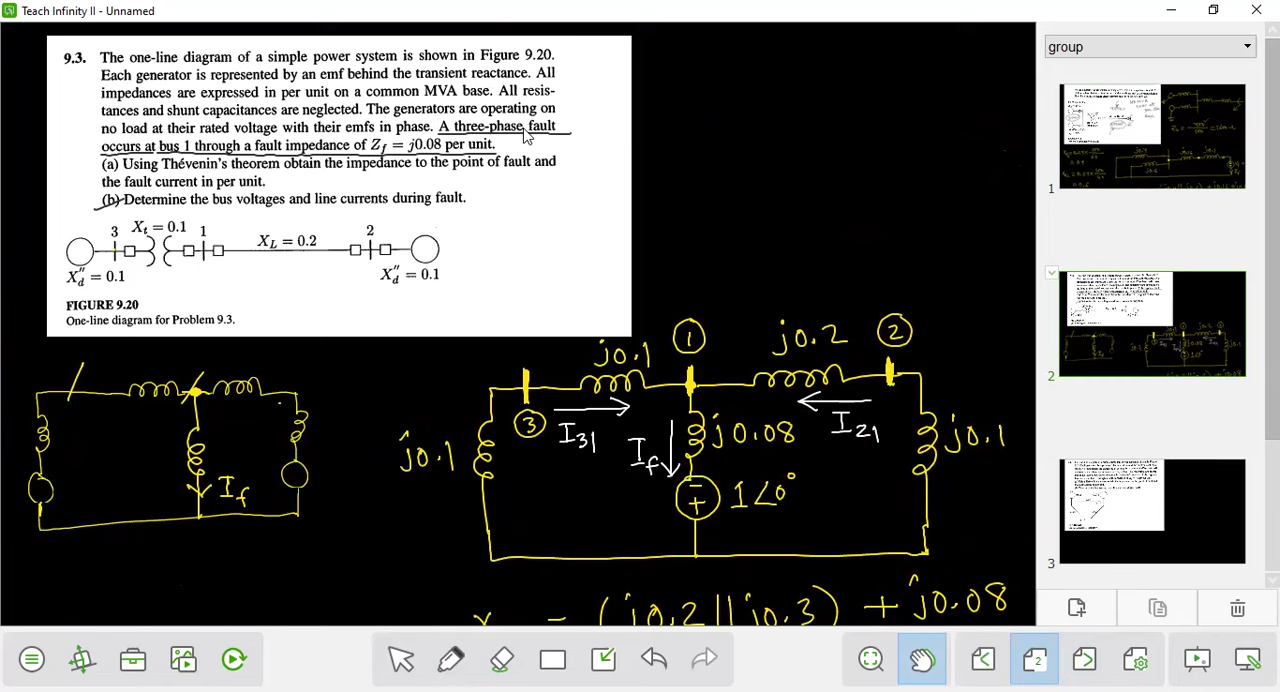 Teach Infinity II - Unnamed
9.3. The one-line diagram of a simple power system is shown in Figure 9.20.
Each generator is represented by an emf behind the transient reactance. All
impedances are expressed in per unit on a common MVA base. All resis-
tances and shunt capacitances are neglected. The generators are operating on
no load at their rated voltage with their emfs in phase. A three-phase fault
occurs at bus 1 through a fault impedance of Zf = j0.08 per unit.
(a) Using Thévenin's theorem obtain the impedance to the point of fault and
the fault current in per unit.
(b) Determine the bus voltages and line currents during fault.
3 Xt = 0.1 1 XL = 0.2 2
X''d = 0.1 X''d = 0.1
FIGURE 9.20
One-line diagram for Problem 9.3.
group
1
2
3
j0.1 ① j0.2 ②
③ I31 If j0.08 I21
j0.1 j0.1
If 1∠0°
− +
= (j0.2 || j0.3) + j0.08
2